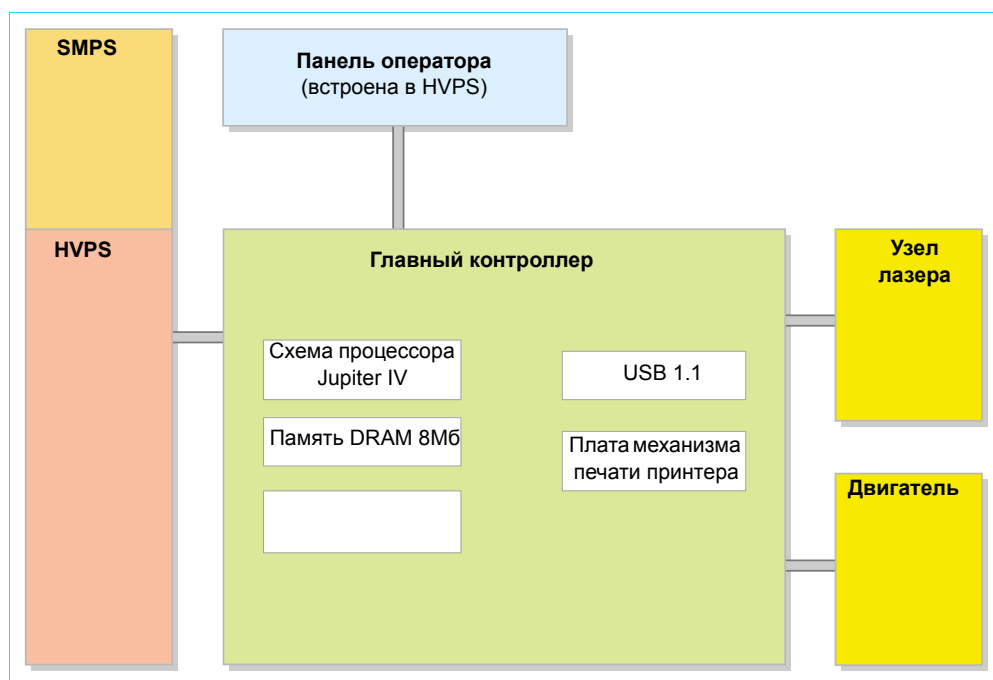 SMPS
Панель оператора
(встроена в HVPS)
HVPS
Главный контроллер
Узел
лазера
Схема процессора
Jupiter IV
USB 1.1
Память DRAM 8Мб
Плата механизма
печати принтера
Двигатель